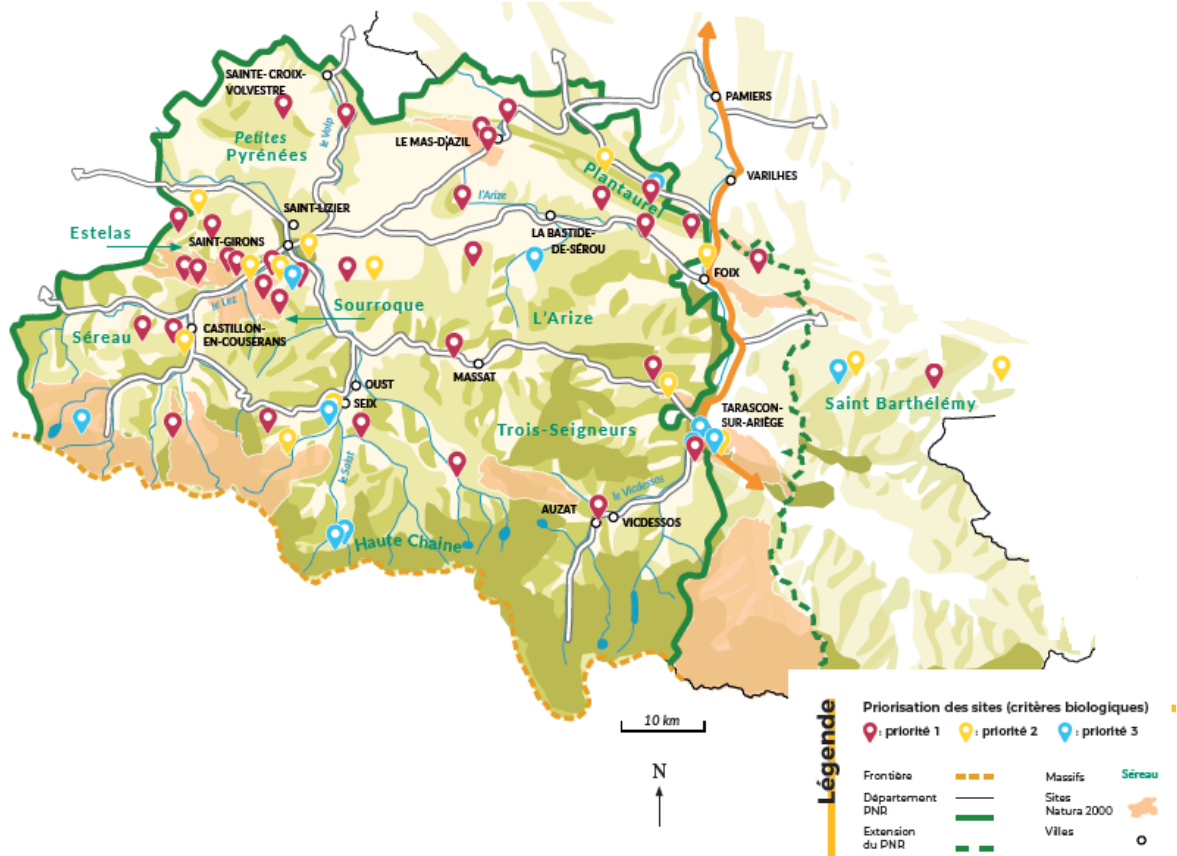 SAINTE-CROIX-
VOLVESTRE
PAMIERS
le Volp
Petites
Pyrénées
LE MAS-D'AZIL
Plantaurel
VARILHES
l'Arize
SAINT-LIZIER
Estelas
SAINT-GIRONS
LA BASTIDE-
DE-SÉROU
FOIX
le Lez
Sourroque
L'Arize
Séreau
CASTILLON-
EN-COUSERANS
MASSAT
OUST
SEIX
Saint Barthélémy
TARASCON-
SUR-ARIÈGE
Trois-Seigneurs
le Salat
le Vicdessos
AUZAT
VICDESSOS
Haute Chaine
10 km
N
Légende
Priorisation des sites (critères biologiques)
: priorité 1 : priorité 2 : priorité 3
Frontière
Département
PNR
Extension
du PNR
Massifs Séreau
Sites
Natura 2000
Villes